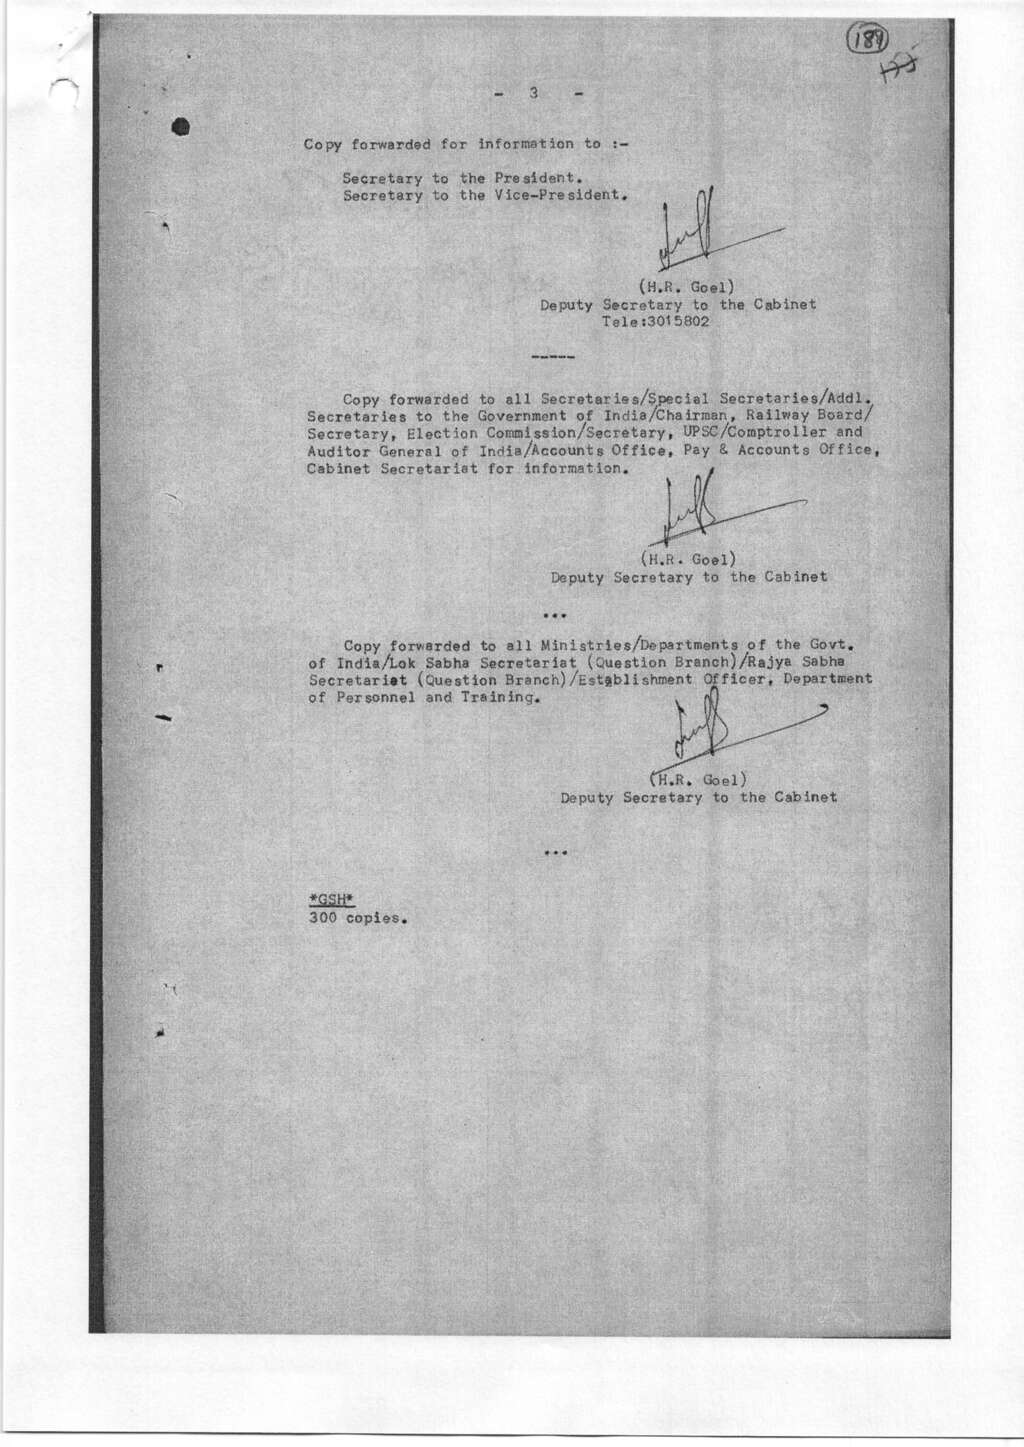 189
- 3 -
Copy forwarded for information to :-
Secretary to the President.
Secretary to the Vice-President.
(H.R. Goel)
Deputy Secretary to the Cabinet
Tele:3015802
-----
Copy forwarded to all Secretaries/Special Secretaries/Addl.
Secretaries to the Government of India/Chairman, Railway Board/
Secretary, Election Commission/Secretary, UPSC/Comptroller and
Auditor General of India/Accounts Office, Pay & Accounts Office,
Cabinet Secretariat for information.
(H.R. Goel)
Deputy Secretary to the Cabinet
...
Copy forwarded to all Ministries/Departments of the Govt.
of India/Lok Sabha Secretariat (Question Branch)/Rajya Sabha
Secretariat (Question Branch)/Establishment Officer, Department
of Personnel and Training.
(H.R. Goel)
Deputy Secretary to the Cabinet
...
*GSH*
300 copies.